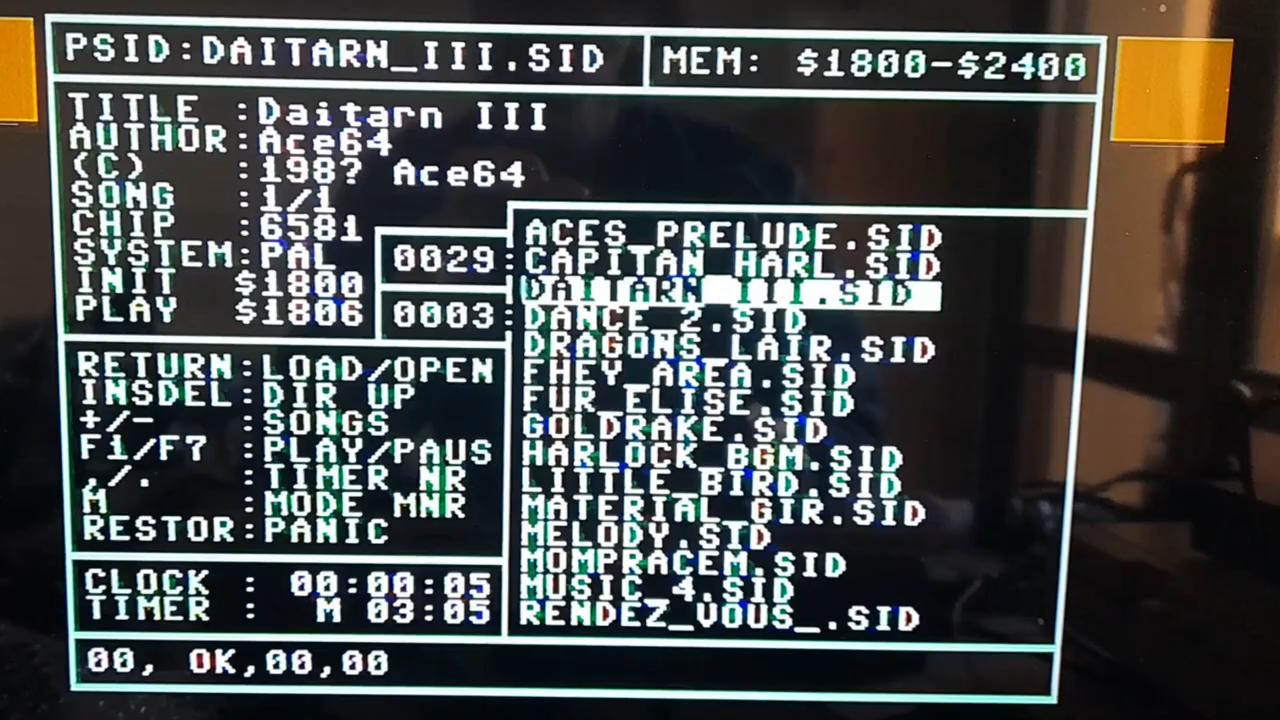 PSID:DAITARN_III.SID
MEM: $1800-$2400
TITLE :Daitarn III
AUTHOR:Ace64
(C) :198? Ace64
SONG :1/1
CHIP :6581
SYSTEM:PAL
INIT $1800
PLAY $1806
0029:
0003:
ACES_PRELUDE.SID
CAPITAN_HARL.SID
DAITARN_III.SID
DANCE_2.SID
DRAGONS_LAIR.SID
FHEY_AREA.SID
FUR_ELISE.SID
GOLDRAKE.SID
HARLOCK_BGM.SID
LITTLE_BIRD.SID
MATERIAL_GIR.SID
MELODY.SID
MOMPRACEM.SID
MUSIC_4.SID
RENDEZ_VOUS_.SID
RETURN:LOAD/OPEN
INSDEL:DIR UP
+/- :SONGS
F1/F7 :PLAY/PAUS
,/. :TIMER NR
M :MODE MNR
RESTOR:PANIC
CLOCK : 00:00:05
TIMER : M 03:05
00, OK,00,00